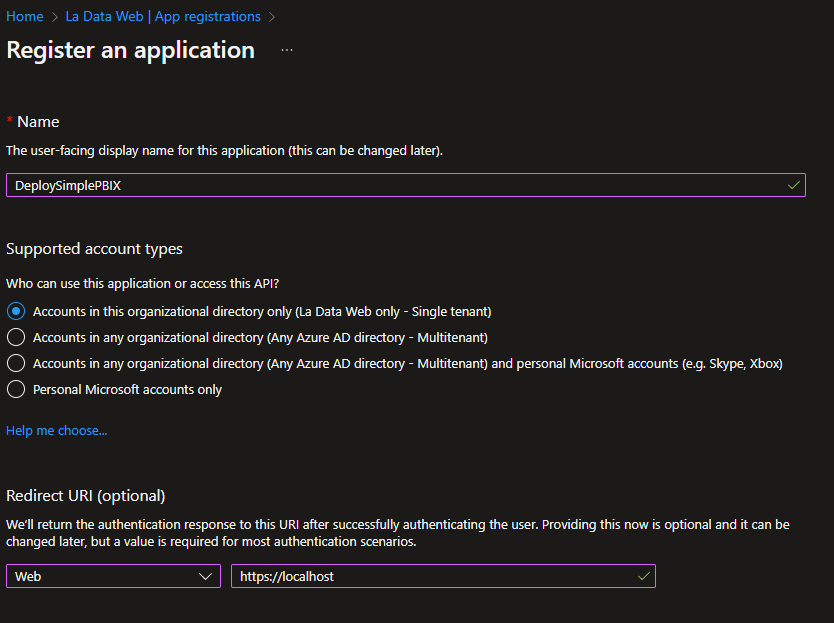 Home > La Data Web | App registrations >
Register an application ...
* Name
The user-facing display name for this application (this can be changed later).
DeploySimplePBIX
Supported account types
Who can use this application or access this API?
Accounts in this organizational directory only (La Data Web only - Single tenant)
Accounts in any organizational directory (Any Azure AD directory - Multitenant)
Accounts in any organizational directory (Any Azure AD directory - Multitenant) and personal Microsoft accounts (e.g. Skype, Xbox)
Personal Microsoft accounts only
Help me choose...
Redirect URI (optional)
We'll return the authentication response to this URI after successfully authenticating the user. Providing this now is optional and it can be
changed later, but a value is required for most authentication scenarios.
Web https://localhost